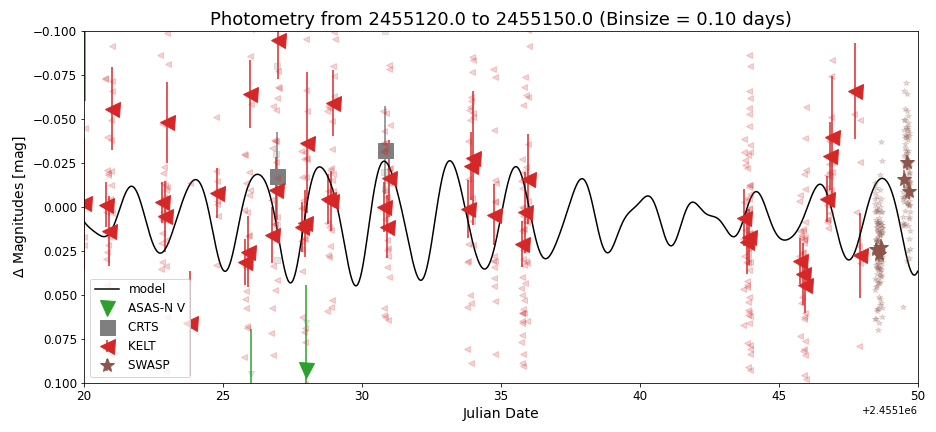 Photometry from 2455120.0 to 2455150.0 (Binsize = 0.10 days)
Δ Magnitudes [mag]
−0.100
−0.075
−0.050
−0.025
0.000
0.025
0.050
0.075
0.100
model
ASAS-N V
CRTS
KELT
SWASP
20 25 30 35 40 45 50
Julian Date
+2.4551e6